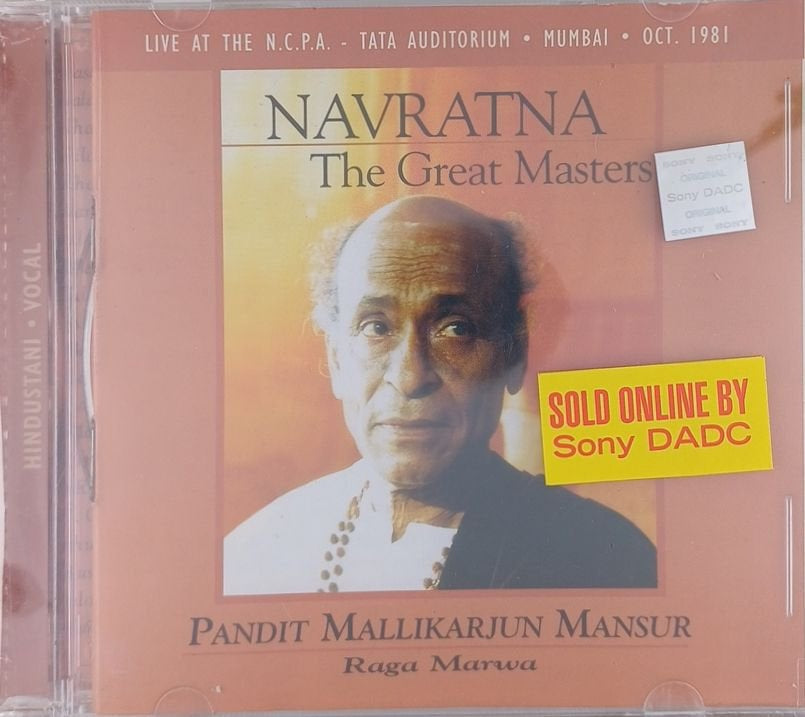 LIVE AT THE N.C.P.A. - TATA AUDITORIUM • MUMBAI • OCT. 1981
NAVRATNA
The Great Masters
SONY SONY
ORIGINAL
Sony DADC
ORIGINAL
SONY SONY
HINDUSTANI • VOCAL
SOLD ONLINE BY
Sony DADC
PANDIT MALLIKARJUN MANSUR
Raga Marwa